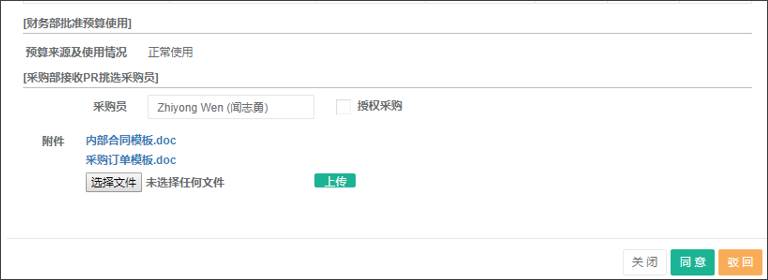 [财务部批准预算使用]
预算来源及使用情况 正常使用
[采购部接收PR挑选采购员]
采购员 Zhiyong Wen (闻志勇) 授权采购
附件 内部合同模板.doc
采购订单模板.doc
选择文件 未选择任何文件 上传
关闭 同意 驳回